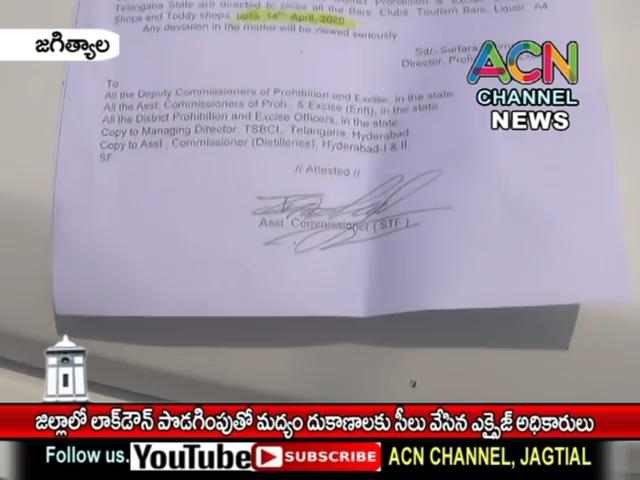 Telangana State are directed to close all the Bars, Clubs, Tourism Bars, Liquor A4
Shops and Toddy shops upto 14th April, 2020
Any deviation in the matter will be viewed seriously
జగిత్యాల
Sd/-
ACN
CHANNEL
NEWS
To
All the Deputy Commissioners of Prohibition and Excise, in the state
All the Asst. Commissioners of Proh., & Excise (Enft), in the state
All the District Prohibition and Excise Officers, in the state
Copy to Managing Director, TSBCL, Telangana, Hyderabad
Copy to Asst., Commissioner (Distilleries), Hyderabad-I & II.
SF
// Attested //
Asst Commissioner (STF)
జిల్లాలో లాక్‌డౌన్ పొడగింపుతో మద్యం దుకాణాలకు సీలు వేసిన ఎక్సైజ్ అధికారులు
Follow us. YouTube SUBSCRIBE ACN CHANNEL, JAGTIAL